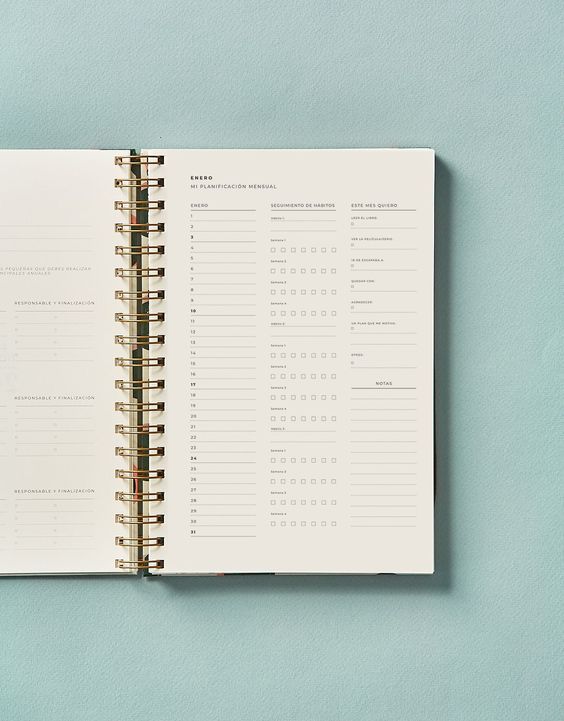 S PEQUEÑAS QUE DEBES REALIZAR
NCIPALES ANUALES.
RESPONSABLE Y FINALIZACIÓN
RESPONSABLE Y FINALIZACIÓN
RESPONSABLE Y FINALIZACIÓN
ENERO
MI PLANIFICACIÓN MENSUAL
ENERO
1
2
3
4
5
6
7
8
9
10
11
12
13
14
15
16
17
18
19
20
21
22
23
24
25
26
27
28
29
30
31
SEGUIMIENTO DE HÁBITOS
Hábito 1:
Semana 1
Semana 2
Semana 3
Semana 4
Hábito 2:
Semana 1
Semana 2
Semana 3
Semana 4
Hábito 3:
Semana 1
Semana 2
Semana 3
Semana 4
ESTE MES QUIERO
LEER EL LIBRO:
VER LA PELÍCULA/SERIE:
IR DE ESCAPADA A:
QUEDAR CON:
AGRADECER:
UN PLAN QUE ME MOTIVE:
OTROS:
NOTAS